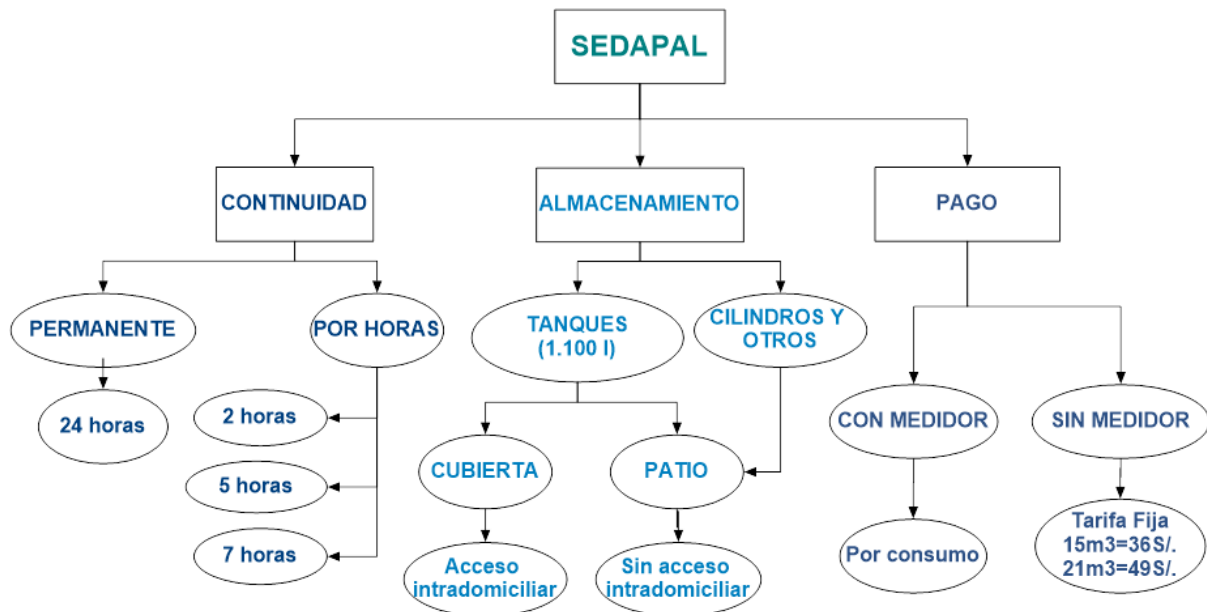 SEDAPAL
CONTINUIDAD
ALMACENAMIENTO
PAGO
PERMANENTE
POR HORAS
TANQUES
(1.100 l)
CILINDROS Y
OTROS
24 horas
2 horas
5 horas
7 horas
CUBIERTA
PATIO
CON MEDIDOR
SIN MEDIDOR
Acceso
intradomiciliar
Sin acceso
intradomiciliar
Por consumo
Tarifa Fija
15m3=36S/.
21m3=49S/.